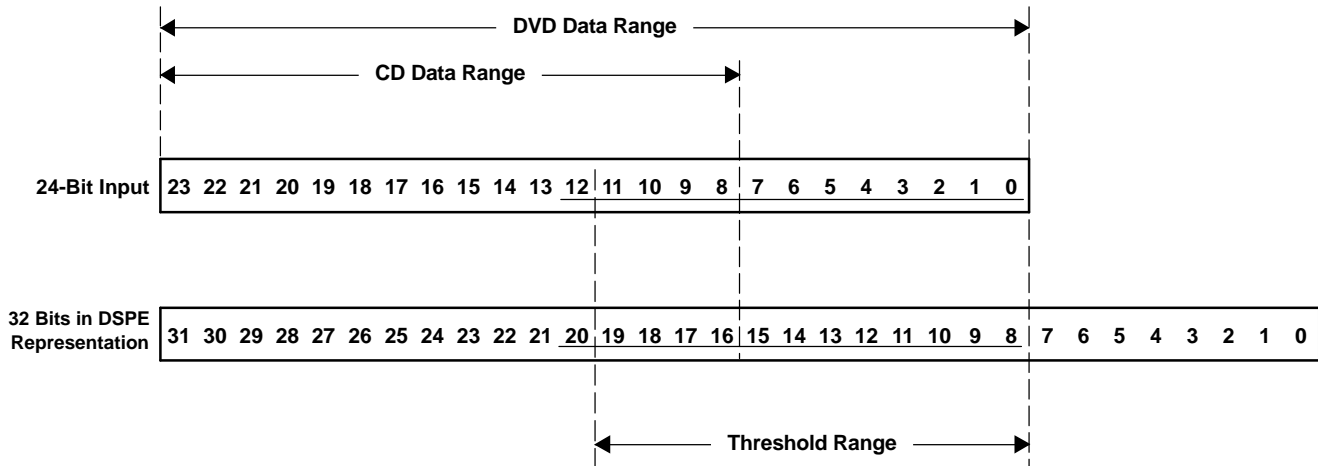 DVD Data Range
CD Data Range
24-Bit Input 23 22 21 20 19 18 17 16 15 14 13 12 11 10 9 8 7 6 5 4 3 2 1 0
32 Bits in DSPE
Representation 31 30 29 28 27 26 25 24 23 22 21 20 19 18 17 16 15 14 13 12 11 10 9 8 7 6 5 4 3 2 1 0
Threshold Range